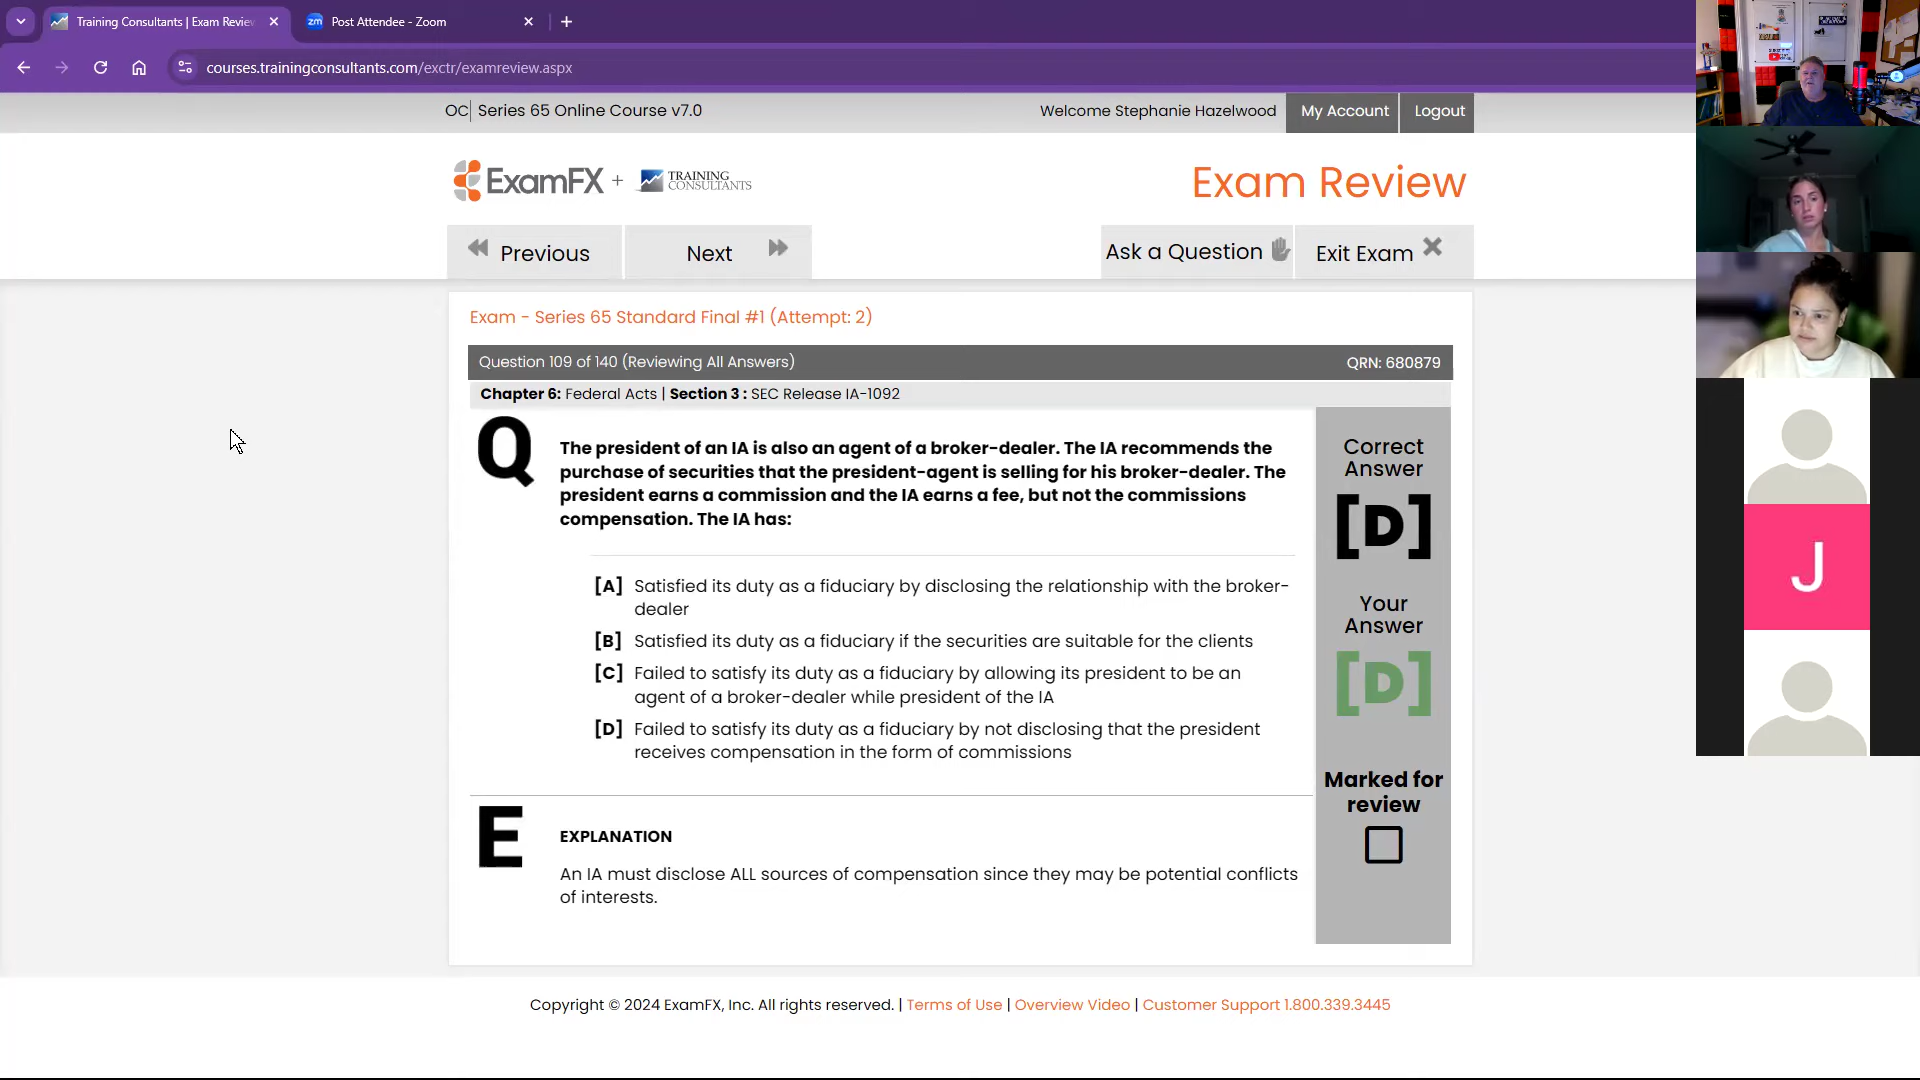 Training Consultants | Exam Review
Post Attendee - Zoom
courses.trainingconsultants.com/exctr/examreview.aspx
OC| Series 65 Online Course v7.0
Welcome Stephanie Hazelwood
My Account
Logout
ExamFX + TRAINING CONSULTANTS
Exam Review
Previous
Next
Ask a Question
Exit Exam
Exam - Series 65 Standard Final #1 (Attempt: 2)
Question 109 of 140 (Reviewing All Answers)
QRN: 680879
Chapter 6: Federal Acts | Section 3 : SEC Release IA-1092
Q
The president of an IA is also an agent of a broker-dealer. The IA recommends the
purchase of securities that the president-agent is selling for his broker-dealer. The
president earns a commission and the IA earns a fee, but not the commissions
compensation. The IA has:
[A] Satisfied its duty as a fiduciary by disclosing the relationship with the broker-
dealer
[B] Satisfied its duty as a fiduciary if the securities are suitable for the clients
[C] Failed to satisfy its duty as a fiduciary by allowing its president to be an
agent of a broker-dealer while president of the IA
[D] Failed to satisfy its duty as a fiduciary by not disclosing that the president
receives compensation in the form of commissions
Correct
Answer
[D]
Your
Answer
[D]
Marked for
review
E
EXPLANATION
An IA must disclose ALL sources of compensation since they may be potential conflicts
of interests.
J
Copyright © 2024 ExamFX, Inc. All rights reserved. | Terms of Use | Overview Video | Customer Support 1.800.339.3445